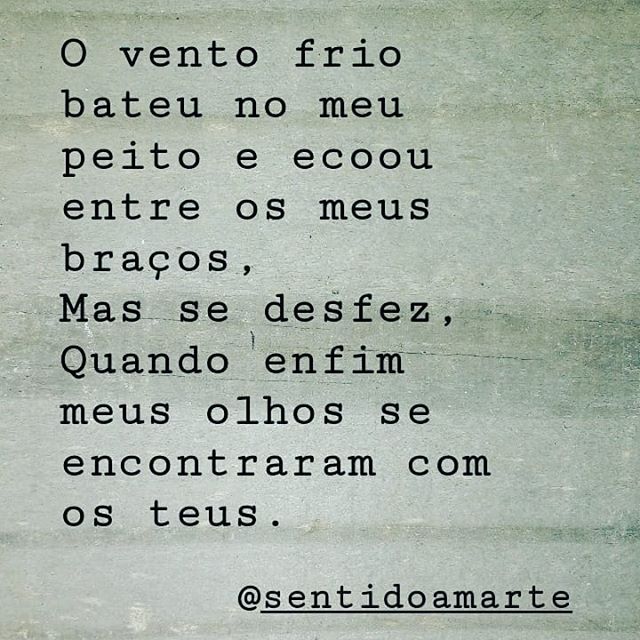 O vento frio
bateu no meu
peito e ecoou
entre os meus
braços,
Mas se desfez,
Quando enfim
meus olhos se
encontraram com
os teus.
@sentidoamarte